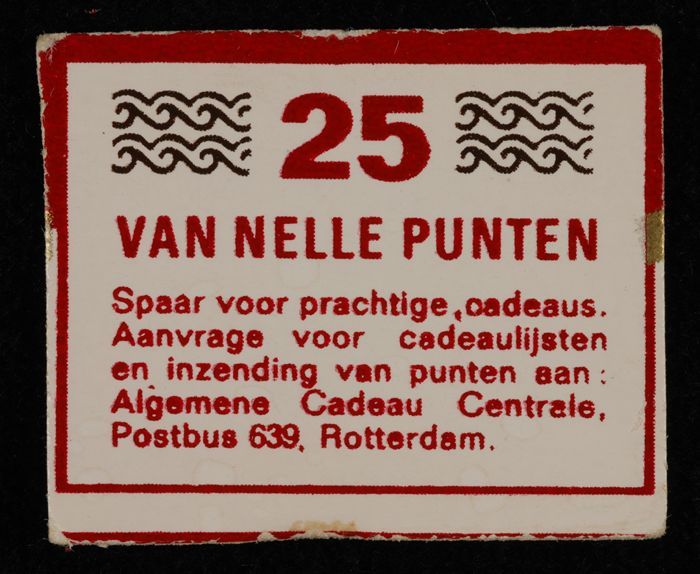 25
VAN NELLE PUNTEN
Spaar voor prachtige cadeaus.
Aanvrage voor cadeaulijsten
en inzending van punten aan:
Algemene Cadeau Centrale,
Postbus 639, Rotterdam.